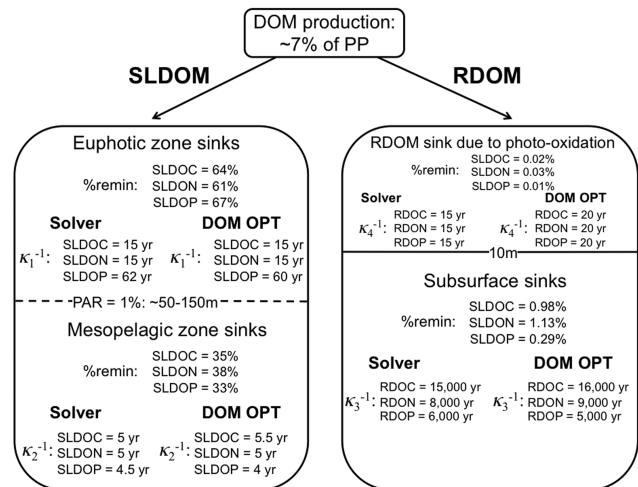 DOM production:
~7% of PP
SLDOM
RDOM
Euphotic zone sinks
%remin:
SLDOC = 64%
SLDON = 61%
SLDOP = 67%
Solver
κ1-1:
SLDOC = 15 yr
SLDON = 15 yr
SLDOP = 62 yr
DOM OPT
κ1-1:
SLDOC = 15 yr
SLDON = 15 yr
SLDOP = 60 yr
PAR = 1%: ~50-150m
Mesopelagic zone sinks
%remin:
SLDOC = 35%
SLDON = 38%
SLDOP = 33%
Solver
κ2-1:
SLDOC = 5 yr
SLDON = 5 yr
SLDOP = 4.5 yr
DOM OPT
κ2-1:
SLDOC = 5.5 yr
SLDON = 5 yr
SLDOP = 4 yr
RDOM sink due to photo-oxidation
%remin:
SLDOC = 0.02%
SLDON = 0.03%
SLDOP = 0.01%
Solver
κ4-1:
RDOC = 15 yr
RDON = 15 yr
RDOP = 15 yr
DOM OPT
κ4-1:
RDOC = 20 yr
RDON = 20 yr
RDOP = 20 yr
10m
Subsurface sinks
%remin:
SLDOC = 0.98%
SLDON = 1.13%
SLDOP = 0.29%
Solver
κ3-1:
RDOC = 15,000 yr
RDON = 8,000 yr
RDOP = 6,000 yr
DOM OPT
κ3-1:
RDOC = 16,000 yr
RDON = 9,000 yr
RDOP = 5,000 yr